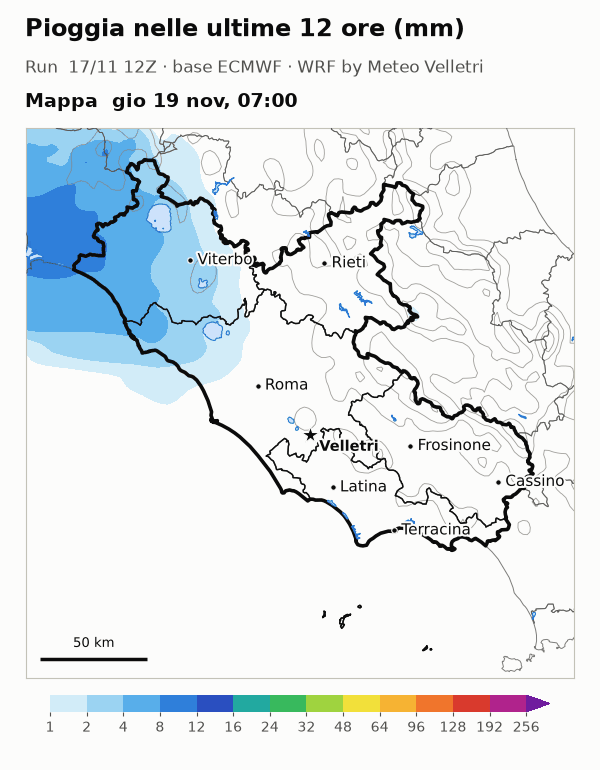 Pioggia nelle ultime 12 ore (mm)
Run  17/11 12Z · base ECMWF · WRF by Meteo Velletri
Mappa  gio 19 nov, 07:00
Viterbo
Rieti
Roma
Velletri
Frosinone
Latina
Cassino
Terracina
50 km
1 2 4 8 12 16 24 32 48 64 96 128 192 256